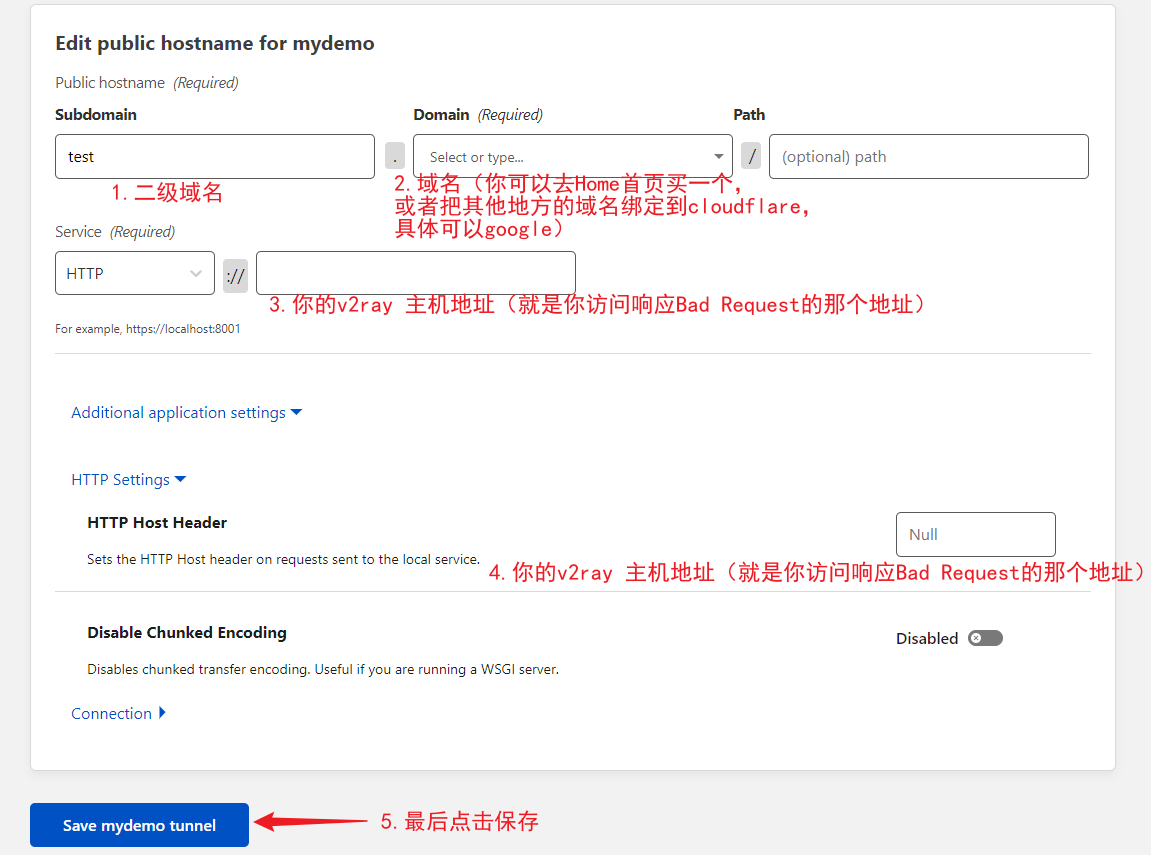 Edit public hostname for mydemo
Public hostname (Required)
Subdomain Domain (Required) Path
test . Select or type... / (optional) path
1. 二级域名
2. 域名（你可以去Home首页买一个，
或者把其他地方的域名绑定到cloudflare，
具体可以google）
Service (Required)
HTTP ://
3. 你的v2ray 主机地址（就是你访问响应Bad Request的那个地址）
For example, https://localhost:8001
Additional application settings
HTTP Settings
HTTP Host Header
Null
Sets the HTTP Host header on requests sent to the local service.
4. 你的v2ray 主机地址（就是你访问响应Bad Request的那个地址）
Disable Chunked Encoding
Disabled
Disables chunked transfer encoding. Useful if you are running a WSGI server.
Connection
Save mydemo tunnel
5. 最后点击保存